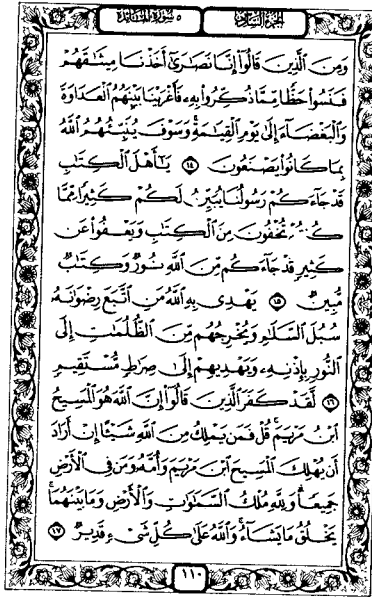 الجزء السادس ٥ سورة المائدة
وَمِنَ ٱلَّذِينَ قَالُوٓا۟ إِنَّا نَصَٰرَىٰٓ أَخَذْنَا مِيثَٰقَهُمْ
فَنَسُوا۟ حَظًّا مِّمَّا ذُكِّرُوا۟ بِهِۦ فَأَغْرَيْنَا بَيْنَهُمُ ٱلْعَدَاوَةَ
وَٱلْبَغْضَآءَ إِلَىٰ يَوْمِ ٱلْقِيَٰمَةِ ۚ وَسَوْفَ يُنَبِّئُهُمُ ٱللَّهُ
بِمَا كَانُوا۟ يَصْنَعُونَ ١٤ يَٰٓأَهْلَ ٱلْكِتَٰبِ
قَدْ جَآءَكُمْ رَسُولُنَا يُبَيِّنُ لَكُمْ كَثِيرًا مِّمَّا
كُنتُمْ تُخْفُونَ مِنَ ٱلْكِتَٰبِ وَيَعْفُوا۟ عَن
كَثِيرٍ ۚ قَدْ جَآءَكُم مِّنَ ٱللَّهِ نُورٌ وَكِتَٰبٌ
مُّبِينٌ ١٥ يَهْدِى بِهِ ٱللَّهُ مَنِ ٱتَّبَعَ رِضْوَٰنَهُۥ
سُبُلَ ٱلسَّلَٰمِ وَيُخْرِجُهُم مِّنَ ٱلظُّلُمَٰتِ إِلَى
ٱلنُّورِ بِإِذْنِهِۦ وَيَهْدِيهِمْ إِلَىٰ صِرَٰطٍ مُّسْتَقِيمٍ
١٦ لَّقَدْ كَفَرَ ٱلَّذِينَ قَالُوٓا۟ إِنَّ ٱللَّهَ هُوَ ٱلْمَسِيحُ
ٱبْنُ مَرْيَمَ ۚ قُلْ فَمَن يَمْلِكُ مِنَ ٱللَّهِ شَيْـًٔا إِنْ أَرَادَ
أَن يُهْلِكَ ٱلْمَسِيحَ ٱبْنَ مَرْيَمَ وَأُمَّهُۥ وَمَن فِى ٱلْأَرْضِ
جَمِيعًا ۗ وَلِلَّهِ مُلْكُ ٱلسَّمَٰوَٰتِ وَٱلْأَرْضِ وَمَا بَيْنَهُمَا ۚ
يَخْلُقُ مَا يَشَآءُ ۚ وَٱللَّهُ عَلَىٰ كُلِّ شَىْءٍ قَدِيرٌ ١٧
١١٠